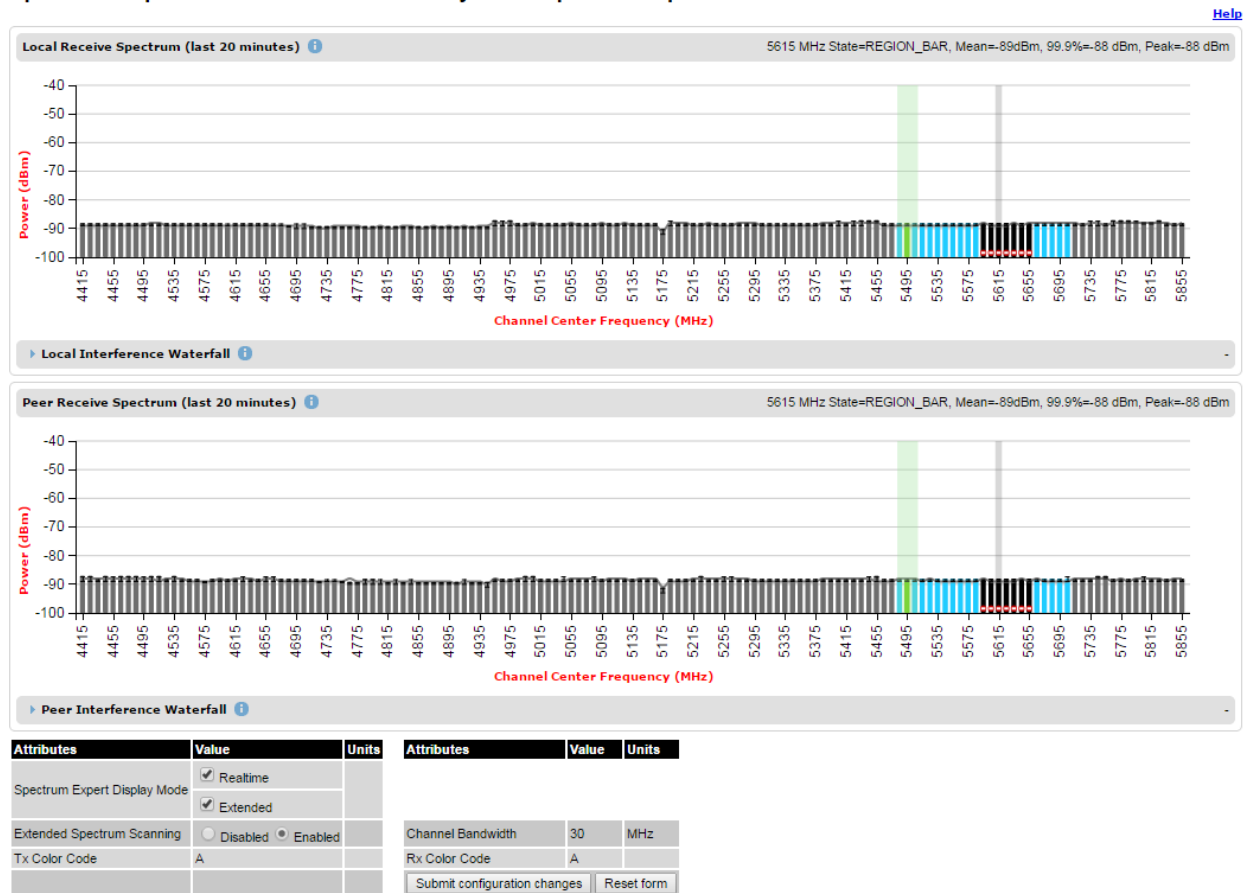 Help
Local Receive Spectrum (last 20 minutes) i 5615 MHz State=REGION_BAR, Mean=-89dBm, 99.9%=-88 dBm, Peak=-88 dBm
-40
-50
-60
-70
-80
-90
-100
Power (dBm)
4415 4455 4495 4535 4575 4615 4655 4695 4735 4775 4815 4855 4895 4935 4975 5015 5055 5095 5135 5175 5215 5255 5295 5335 5375 5415 5455 5495 5535 5575 5615 5655 5695 5735 5775 5815 5855
Channel Center Frequency (MHz)
Local Interference Waterfall i -
Peer Receive Spectrum (last 20 minutes) i 5615 MHz State=REGION_BAR, Mean=-89dBm, 99.9%=-88 dBm, Peak=-88 dBm
-40
-50
-60
-70
-80
-90
-100
Power (dBm)
4415 4455 4495 4535 4575 4615 4655 4695 4735 4775 4815 4855 4895 4935 4975 5015 5055 5095 5135 5175 5215 5255 5295 5335 5375 5415 5455 5495 5535 5575 5615 5655 5695 5735 5775 5815 5855
Channel Center Frequency (MHz)
Peer Interference Waterfall i -
Attributes Value Units Attributes Value Units
Spectrum Expert Display Mode Realtime
Extended
Extended Spectrum Scanning Disabled Enabled Channel Bandwidth 30 MHz
Tx Color Code A Rx Color Code A
Submit configuration changes Reset form